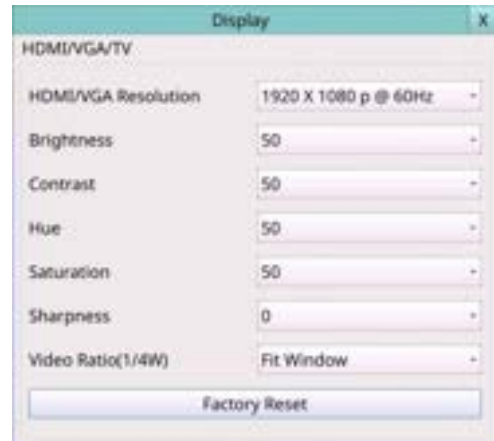 Display X
HDMI/VGA/TV
HDMI/VGA Resolution 1920 X 1080 p @ 60Hz
Brightness 50
Contrast 50
Hue 50
Saturation 50
Sharpness 0
Video Ratio(1/4W) Fit Window
Factory Reset